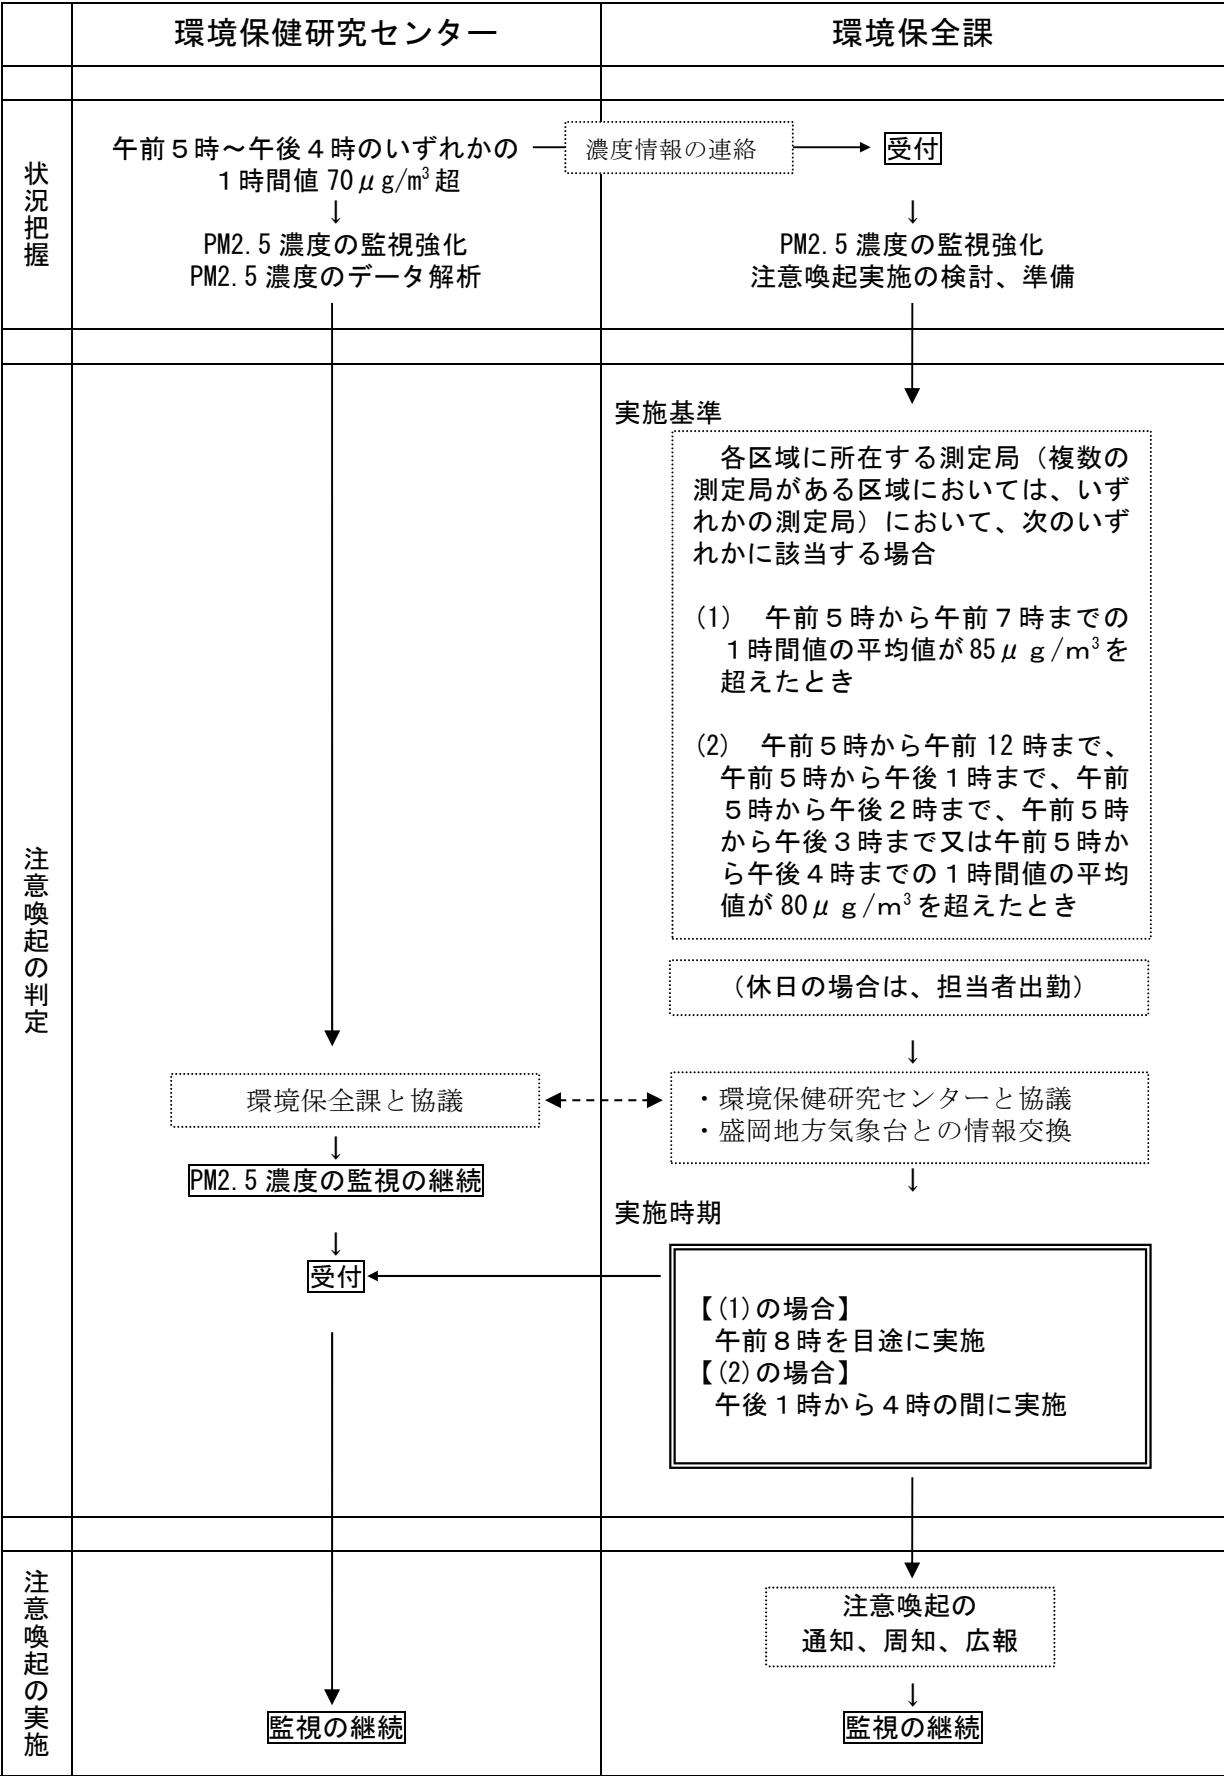 環境保健研究センター
環境保全課
状況把握
午前５時～午後４時のいずれかの
１時間値 70μg/m³超
濃度情報の連絡
受付
↓
PM2.5 濃度の監視強化
PM2.5 濃度のデータ解析
↓
PM2.5 濃度の監視強化
注意喚起実施の検討、準備
注意喚起の判定
実施基準
各区域に所在する測定局（複数の
測定局がある区域においては、いず
れかの測定局）において、次のいず
れかに該当する場合
(1)　午前５時から午前７時までの
１時間値の平均値が 85μｇ/ｍ³を
超えたとき
(2)　午前５時から午前 12 時まで、
午前５時から午後１時まで、午前
５時から午後２時まで、午前５時
から午後３時まで又は午前５時か
ら午後４時までの１時間値の平均
値が 80μｇ/ｍ³を超えたとき
（休日の場合は、担当者出勤）
↓
環境保全課と協議
・環境保健研究センターと協議
・盛岡地方気象台との情報交換
↓
PM2.5 濃度の監視の継続
↓
実施時期
↓
受付
【(1)の場合】
午前８時を目途に実施
【(2)の場合】
午後１時から４時の間に実施
注意喚起の実施
注意喚起の
通知、周知、広報
↓
監視の継続
監視の継続